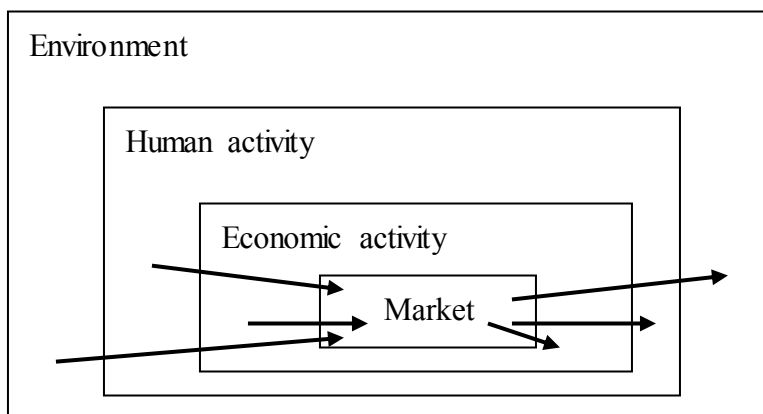 Environment
Human activity
Economic activity
Market